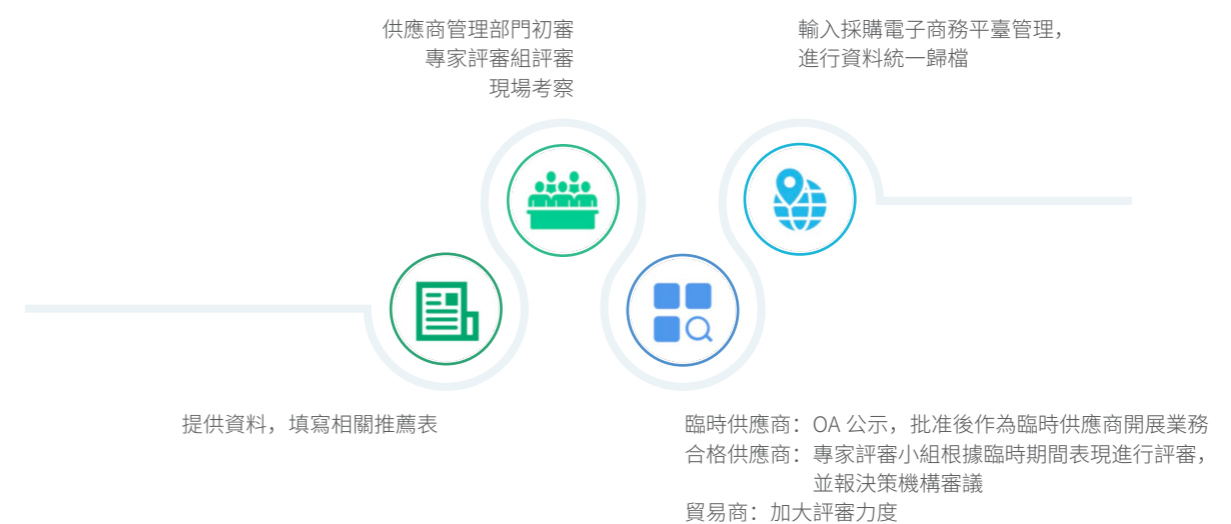 供應商管理部門初審
專家評審組評審
現場考察
輸入採購電子商務平臺管理，
進行資料統一歸檔
提供資料，填寫相關推薦表
臨時供應商：OA 公示，批准後作為臨時供應商開展業務
合格供應商：專家評審小組根據臨時期間表現進行評審，
並報決策機構審議
貿易商：加大評審力度